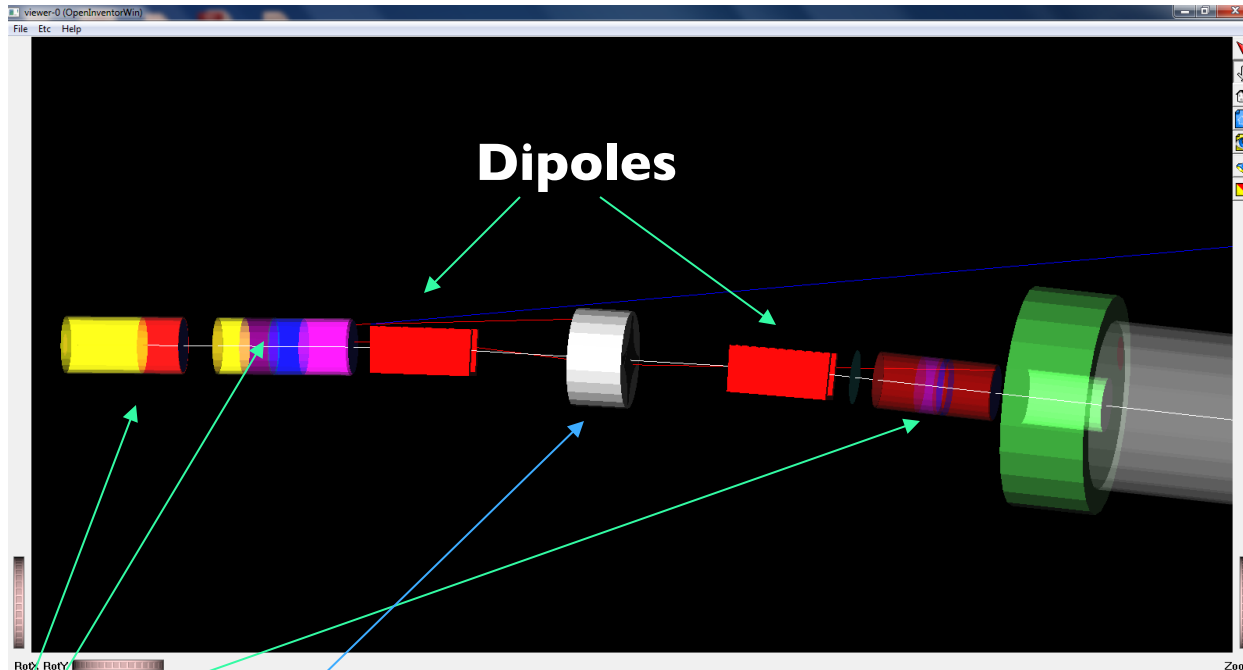 viewer-0 (OpenInventorWin)
File Etc Help
Dipoles
RotX RotY
Zoo